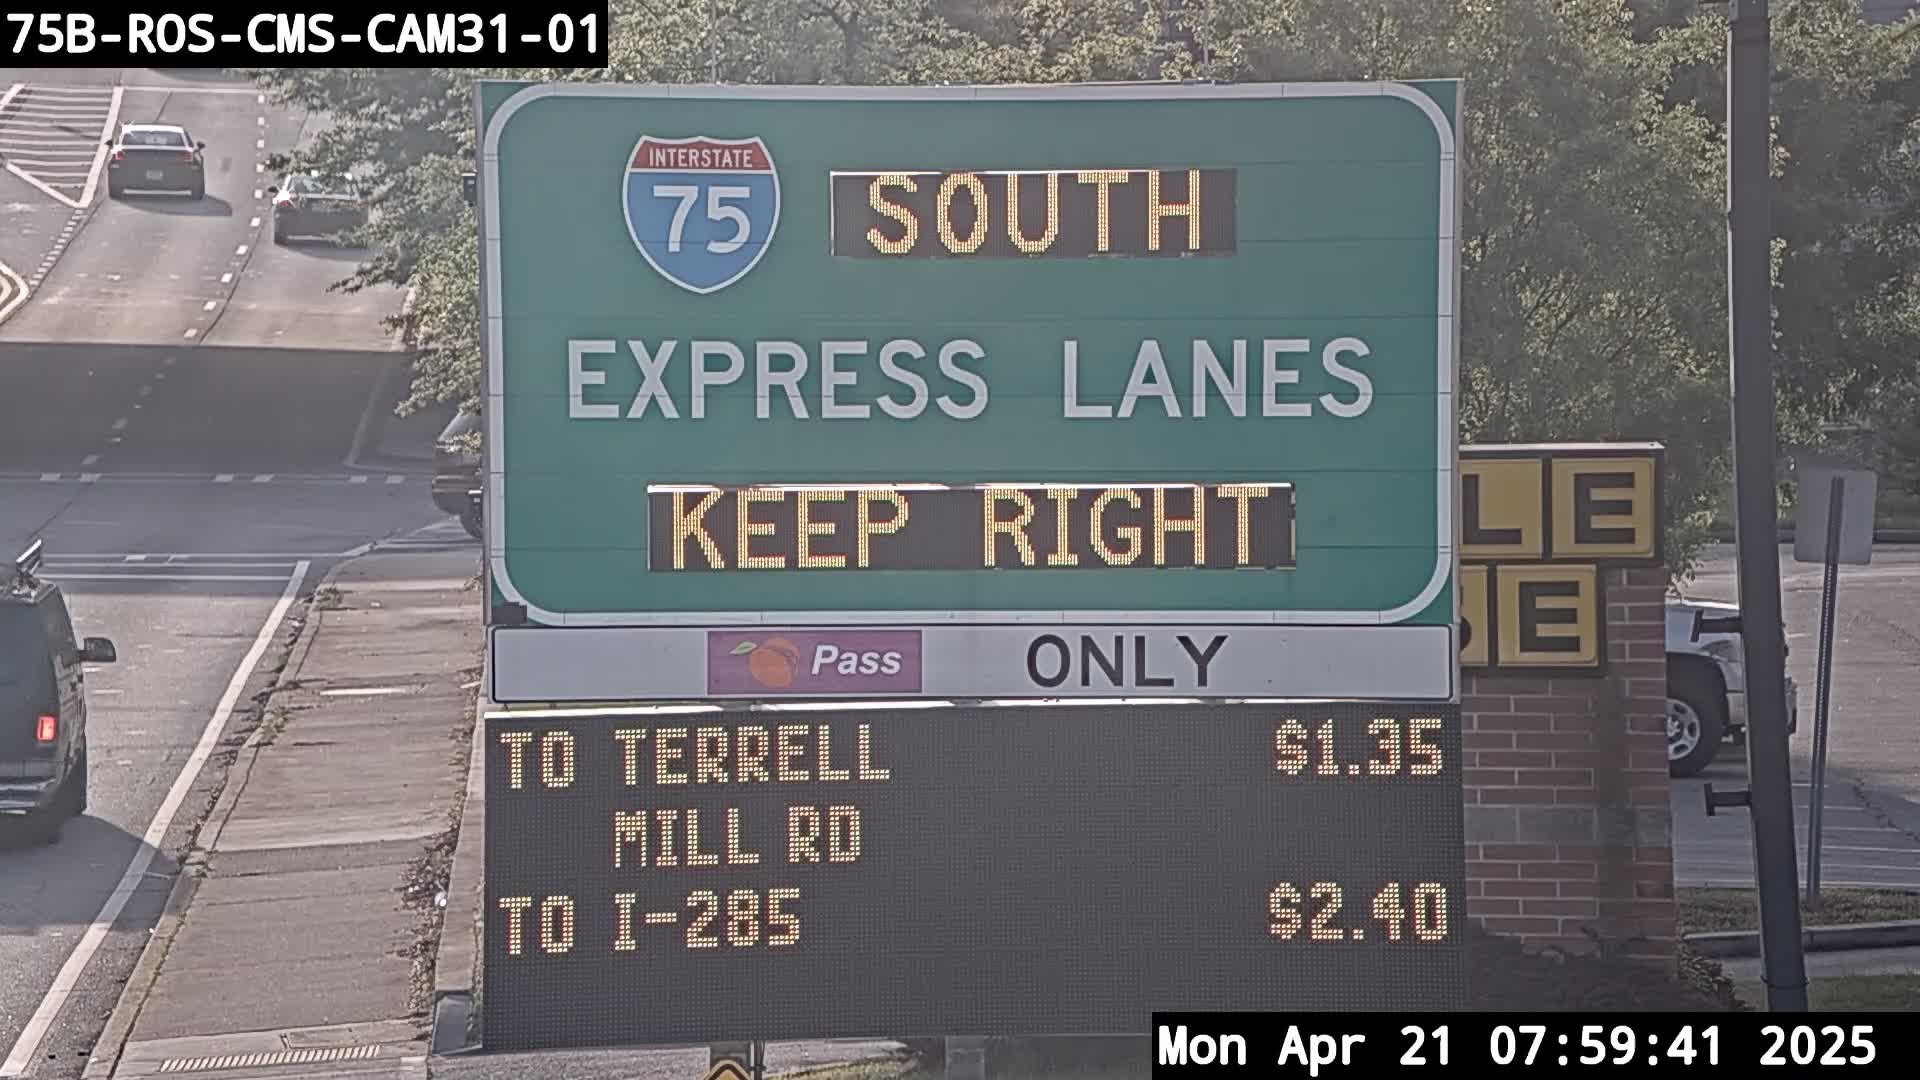 75B-ROS-CMS-CAM31-01
INTERSTATE
75
SOUTH
EXPRESS LANES
KEEP RIGHT
Pass ONLY
TO TERRELL $1.35
MILL RD
TO I-285 $2.40
LE
E
Mon Apr 21 07:59:41 2025